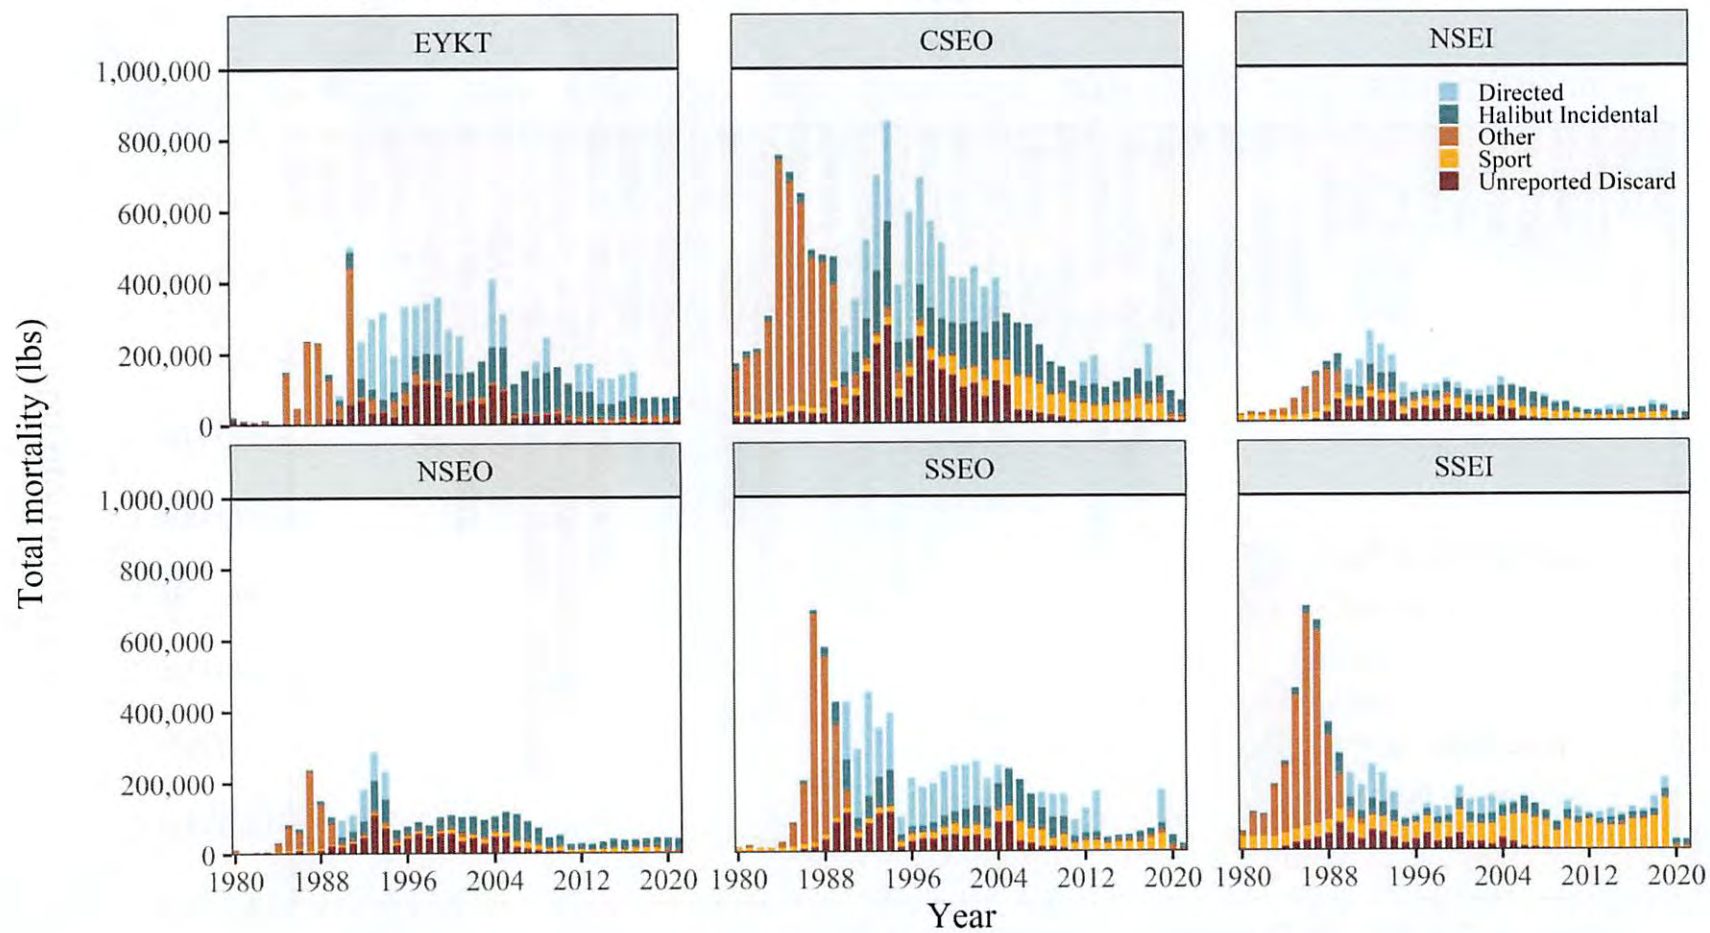 EYKT
CSEO
NSEI
1,000,000
800,000
600,000
400,000
200,000
0
Directed
Halibut Incidental
Other
Sport
Unreported Discard
NSEO
SSEO
SSEI
1,000,000
800,000
600,000
400,000
200,000
0
Total mortality (lbs)
1980 1988 1996 2004 2012 2020
1980 1988 1996 2004 2012 2020
1980 1988 1996 2004 2012 2020
Year